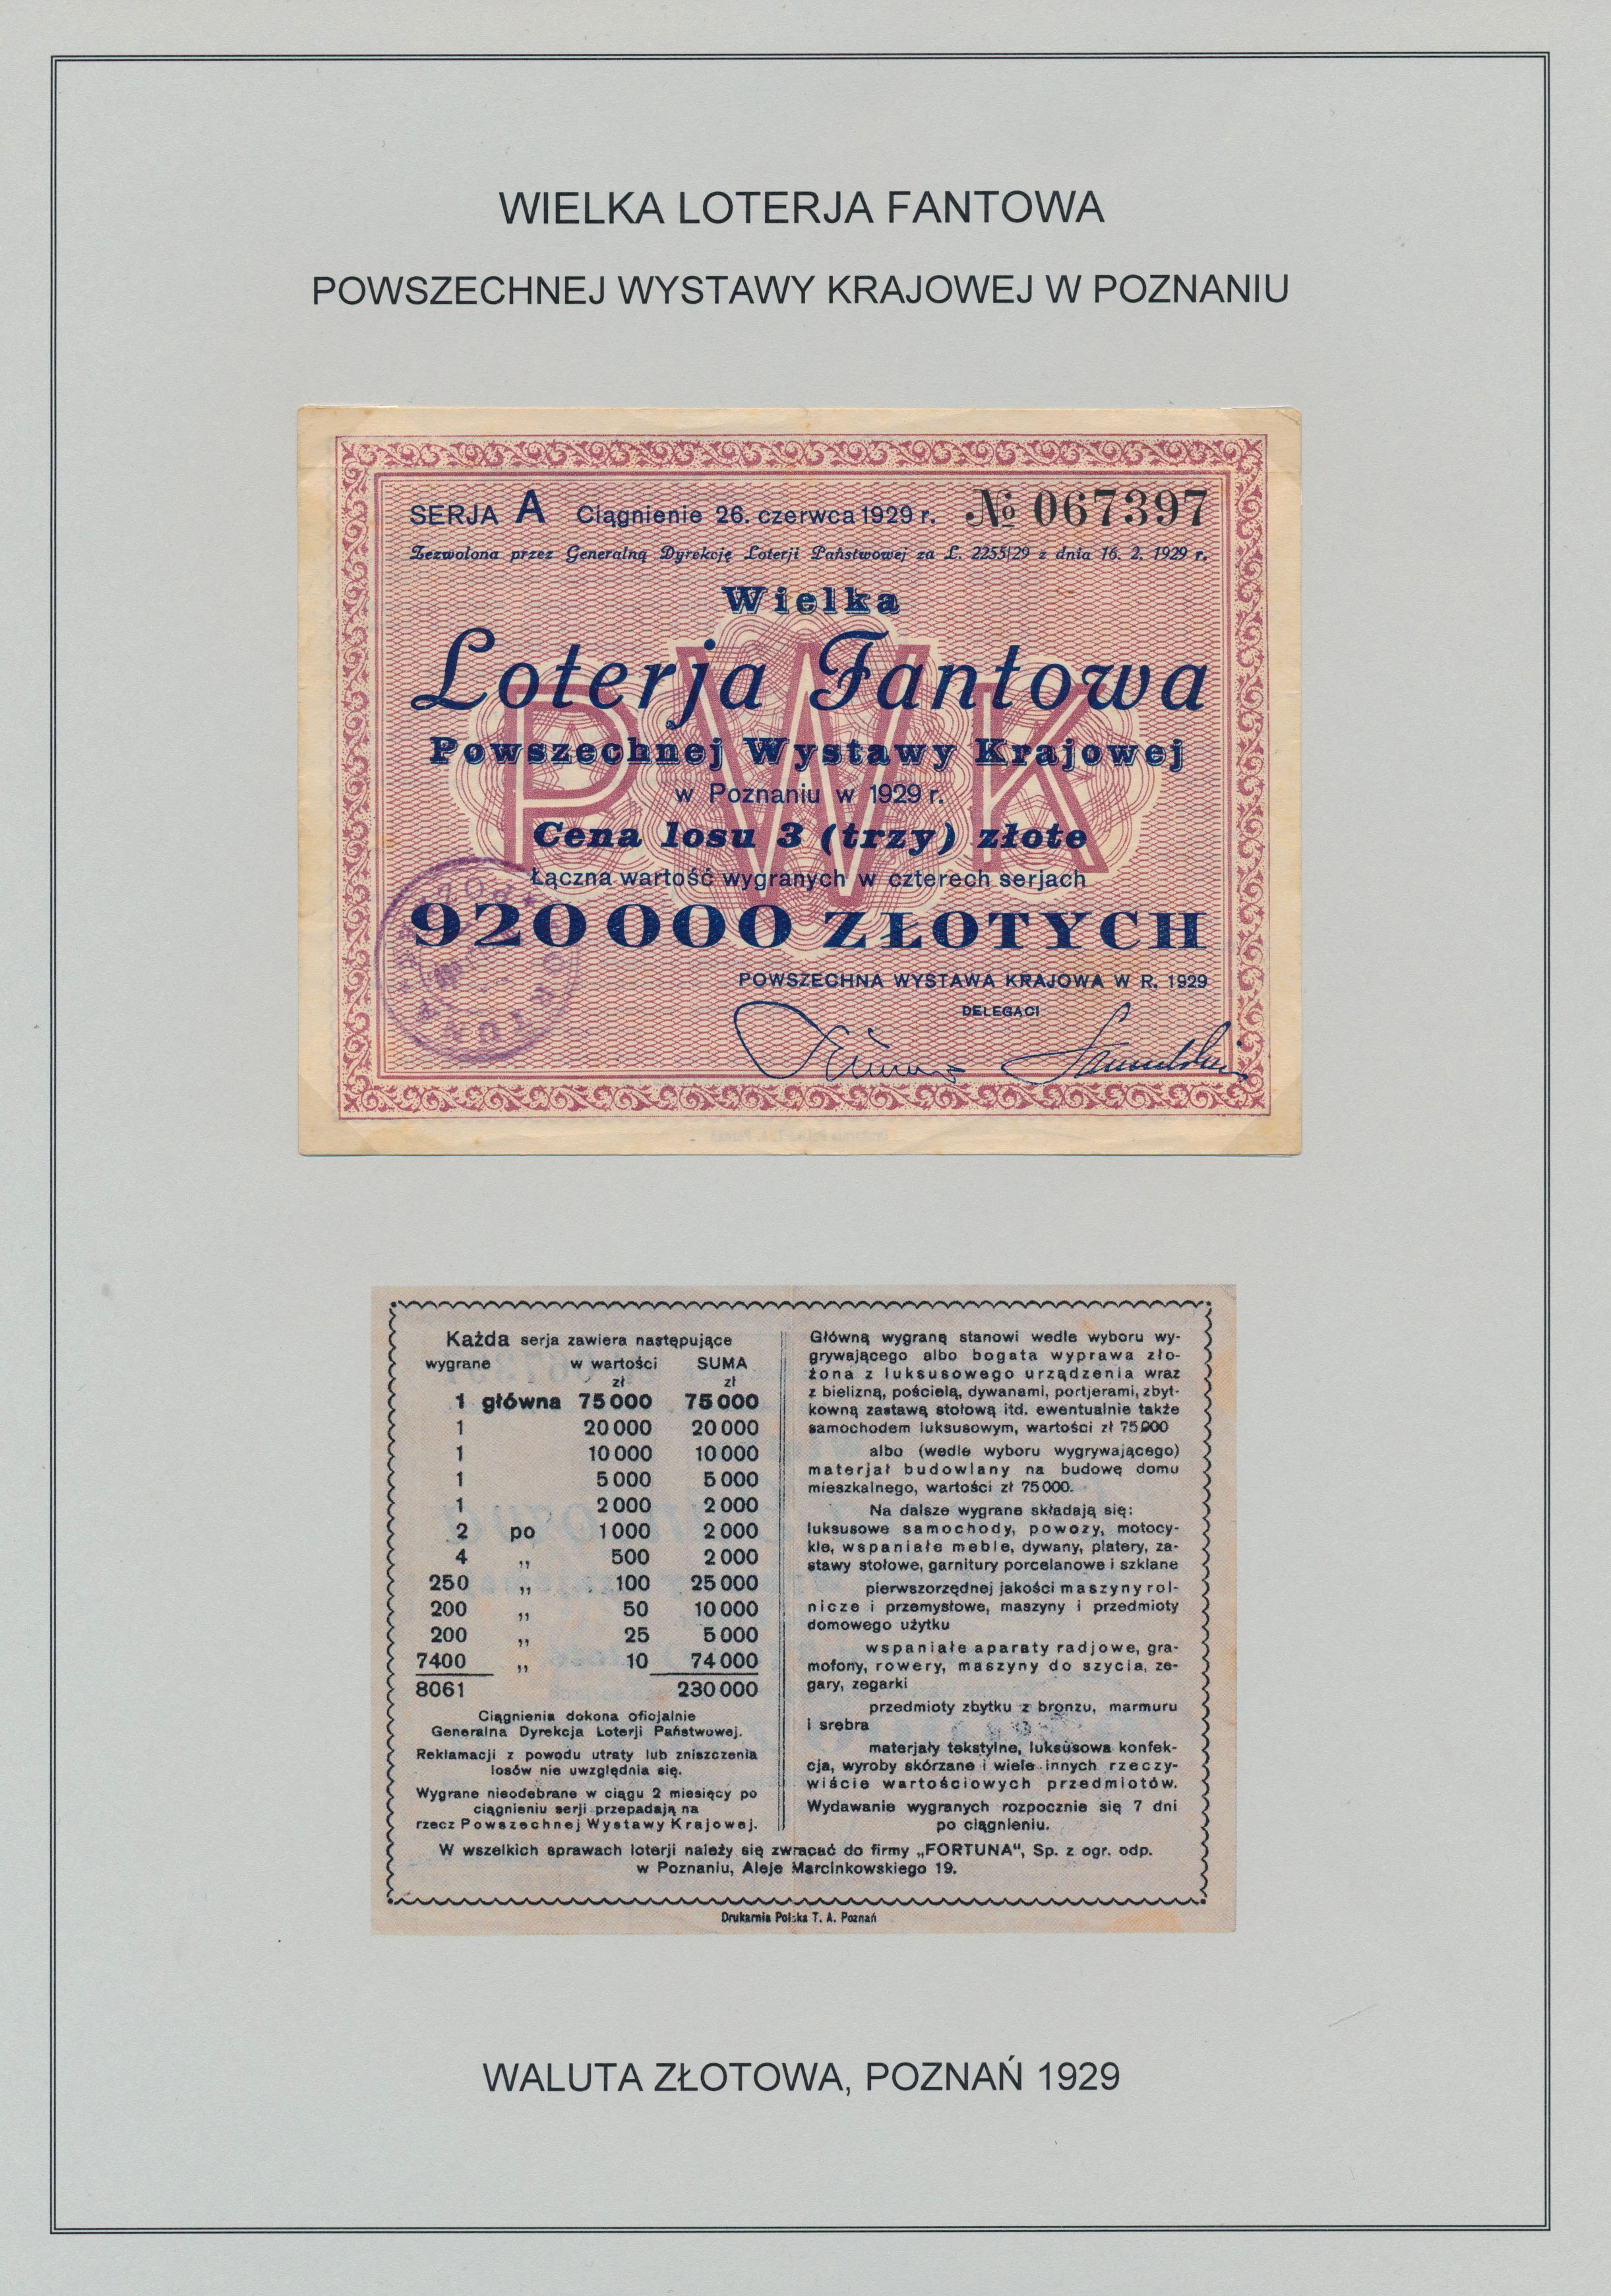 WIELKA LOTERJA FANTOWA
POWSZECHNEJ WYSTAWY KRAJOWEJ W POZNANIU
SERJA A Ciągnienie 26. czerwca 1929 r. № 067397
Zezwolona przez Generalną Dyrekcję Loterji Państwowej za L. 2255/29 z dnia 16. 2. 1929 r.
Wielka
Loterja Fantowa
PWK
Powszechnej Wystawy Krajowej
w Poznaniu w 1929 r.
Cena losu 3 (trzy) złote
Łączna wartość wygranych w czterech serjach
920 000 ZŁOTYCH
POWSZECHNA WYSTAWA KRAJOWA W R. 1929
DELEGACI
Każda serja zawiera następujące
wygrane w wartości SUMA
zł zł
1 główna 75 000 75 000
1 20 000 20 000
1 10 000 10 000
1 5 000 5 000
1 2 000 2 000
2 po 1 000 2 000
4 „ 500 2 000
250 „ 100 25 000
200 „ 50 10 000
200 „ 25 5 000
7400 „ 10 74 000
8061 230 000
Ciągnienia dokona oficjalnie
Generalna Dyrekcja Loterji Państwowej.
Reklamacji z powodu utraty lub zniszczenia
losów nie uwzględnia się.
Wygrane nieodebrane w ciągu 2 miesięcy po
ciągnieniu serji przepadają na
rzecz Powszechnej Wystawy Krajowej.
Główną wygraną stanowi wedle wyboru wy-
grywającego albo bogata wyprawa zło-
żona z luksusowego urządzenia wraz
z bielizną, pościelą, dywanami, portjerami, zbyt-
kowną zastawą stołową itd. ewentualnie także
samochodem luksusowym, wartości zł 75 000
albo (wedle wyboru wygrywającego)
materjał budowlany na budowę domu
mieszkalnego, wartości zł 75 000.
Na dalsze wygrane składają się:
luksusowe samochody, powozy, motocy-
kle, wspaniałe meble, dywany, platery, za-
stawy stołowe, garnitury porcelanowe i szklane
pierwszorzędnej jakości maszyny rol-
nicze i przemysłowe, maszyny i przedmioty
domowego użytku
wspaniałe aparaty radjowe, gra-
mofony, rowery, maszyny do szycia, ze-
gary, zegarki
przedmioty zbytku z bronzu, marmuru
i srebra
materjały tekstylne, luksusowa konfek-
cja, wyroby skórzane i wiele innych rzeczy-
wiście wartościowych przedmiotów.
Wydawanie wygranych rozpocznie się 7 dni
po ciągnieniu.
W wszelkich sprawach loterji należy się zwracać do firmy „FORTUNA“, Sp. z ogr. odp.
w Poznaniu, Aleje Marcinkowskiego 19.
Drukarnia Polska T. A. Poznań
WALUTA ZŁOTOWA, POZNAŃ 1929